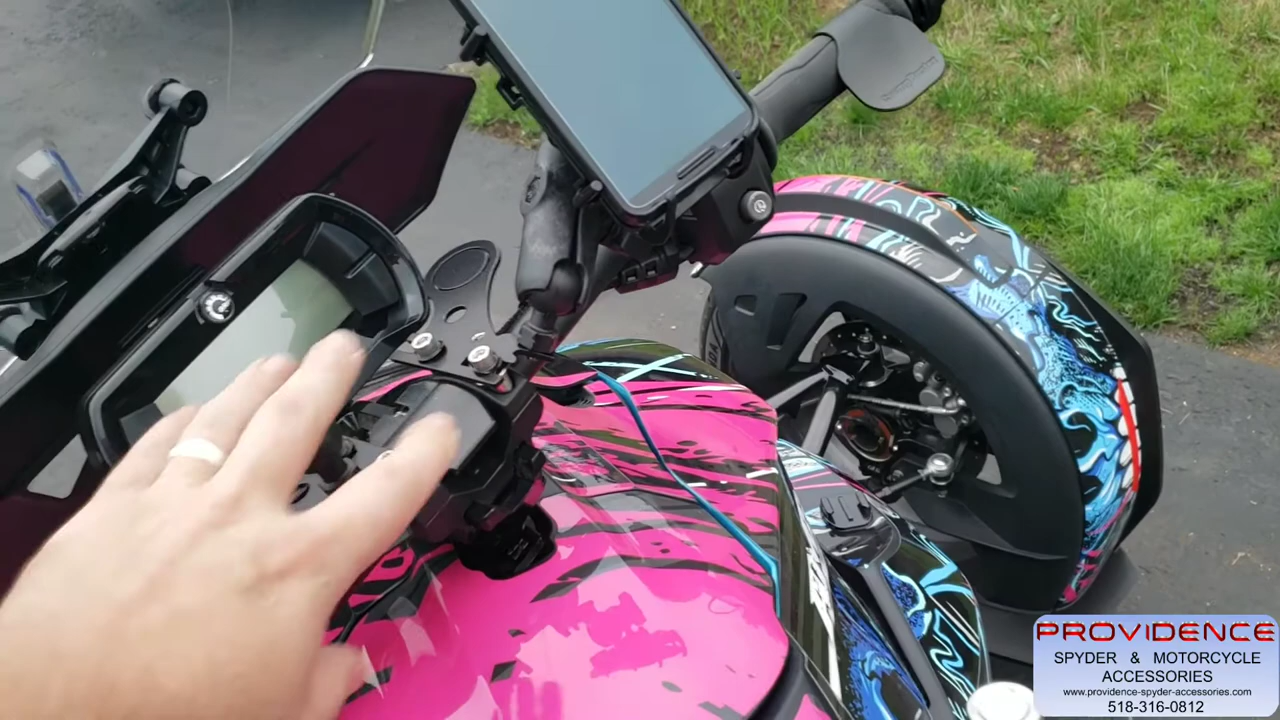 PROViDENCE
SPYDER & MOTORCYCLE
ACCESSORIES
www.providence-spyder-accessories.com
518-316-0812